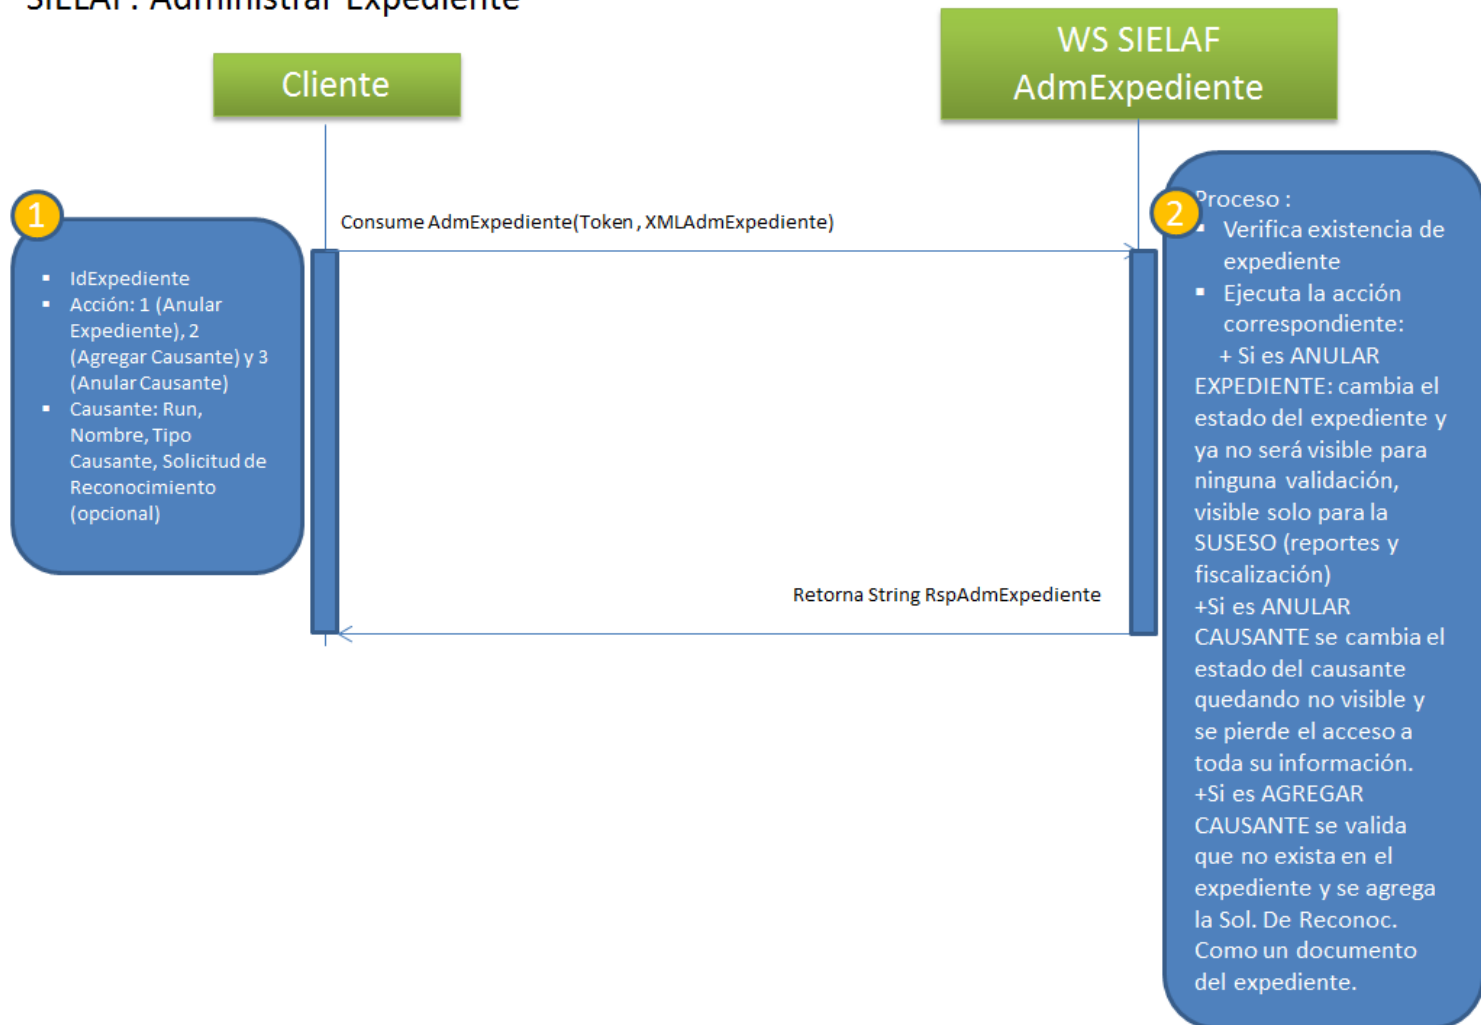 SIELAF: Administrar Expediente
Cliente
WS SIELAF
AdmExpediente
1
▪ IdExpediente
▪ Acción: 1 (Anular
Expediente), 2
(Agregar Causante) y 3
(Anular Causante)
▪ Causante: Run,
Nombre, Tipo
Causante, Solicitud de
Reconocimiento
(opcional)
Consume AdmExpediente(Token , XMLAdmExpediente)
Retorna String RspAdmExpediente
2
Proceso :
▪ Verifica existencia de
expediente
▪ Ejecuta la acción
correspondiente:
+ Si es ANULAR
EXPEDIENTE: cambia el
estado del expediente y
ya no será visible para
ninguna validación,
visible solo para la
SUSESO (reportes y
fiscalización)
+Si es ANULAR
CAUSANTE se cambia el
estado del causante
quedando no visible y
se pierde el acceso a
toda su información.
+Si es AGREGAR
CAUSANTE se valida
que no exista en el
expediente y se agrega
la Sol. De Reconoc.
Como un documento
del expediente.